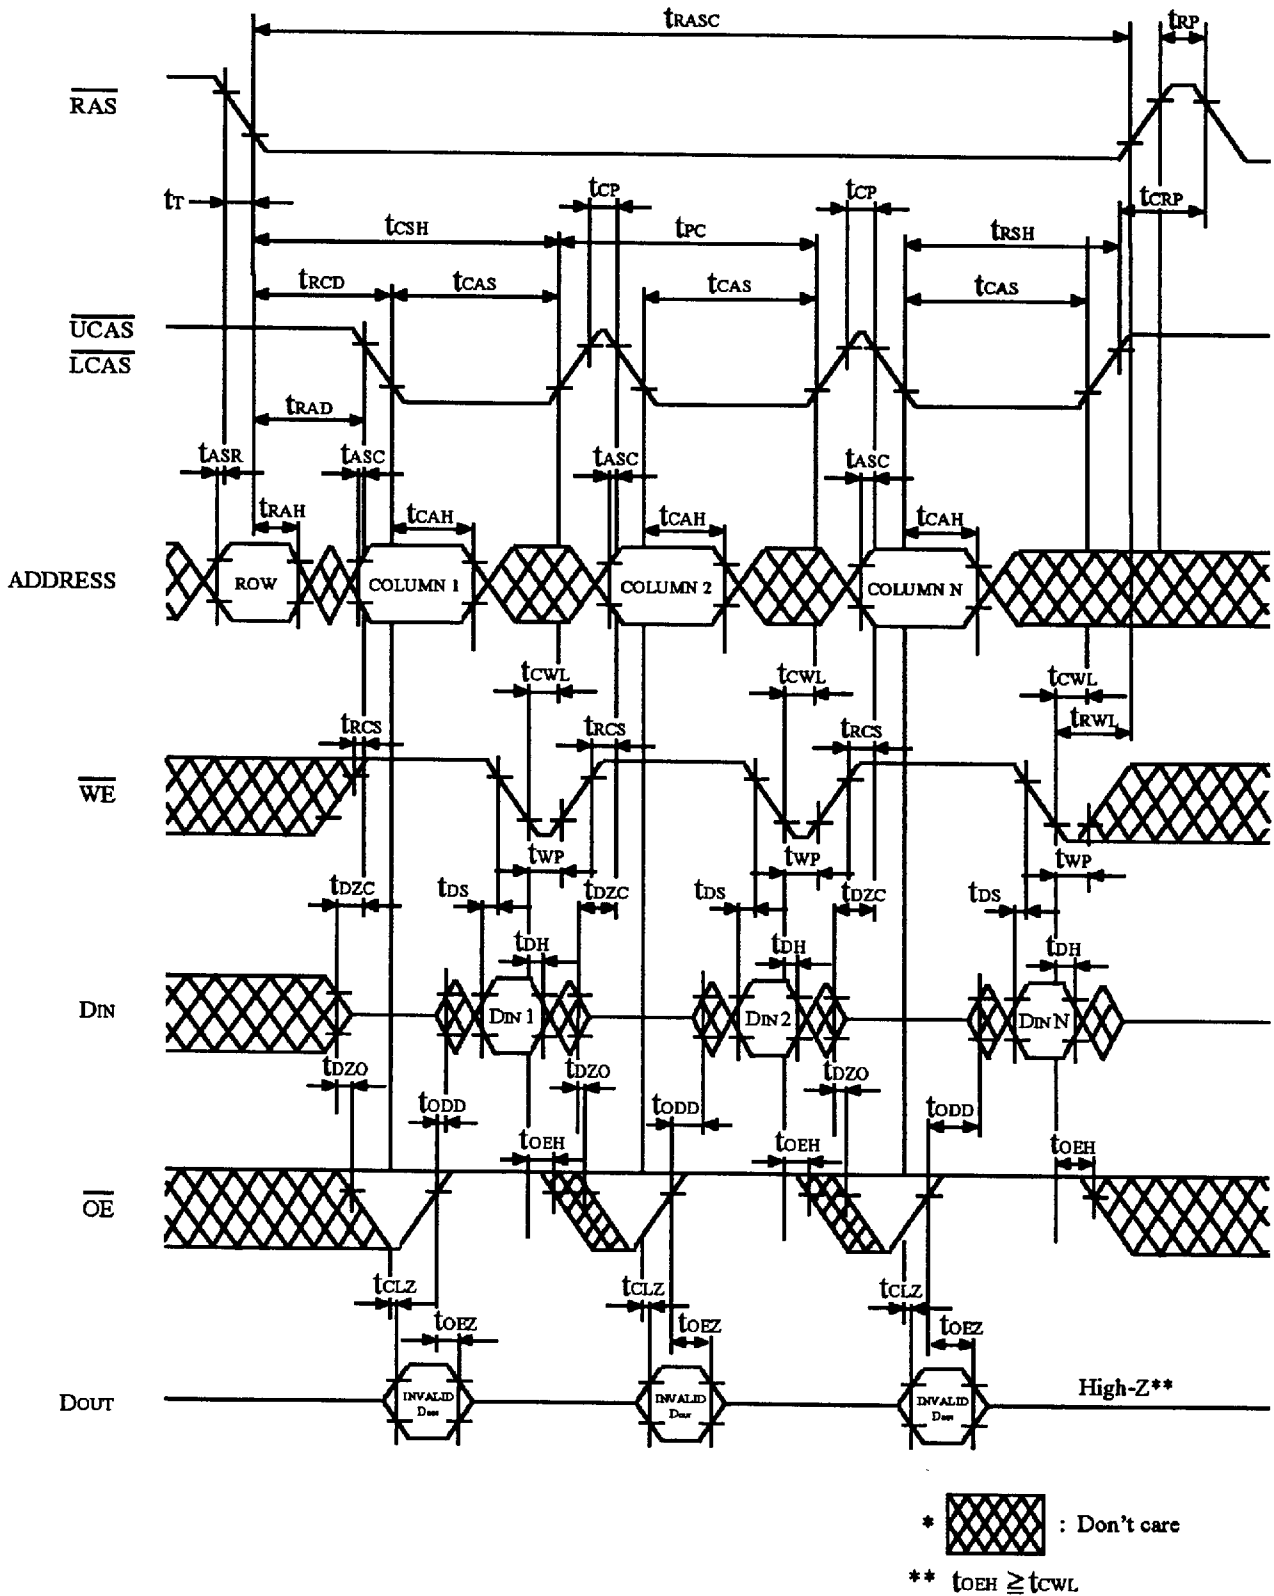 tRASC
tRP
RAS
tT
tCP
tCP
tCRP
tCSH
tPC
tRSH
tRCD
tCAS
tCAS
tCAS
UCAS
LCAS
tRAD
tASR
tASC
tASC
tASC
tRAH
tCAH
tCAH
tCAH
ADDRESS
ROW
COLUMN 1
COLUMN 2
COLUMN N
tCWL
tCWL
tCWL
tRCS
tRCS
tRCS
tRWL
WE
tWP
tWP
tWP
tDZC
tDS
tDZC
tDS
tDZC
tDS
tDH
tDH
tDH
DIN
DIN 1
DIN 2
DIN N
tDZO
tODD
tDZO
tODD
tDZO
tODD
tOEH
tOEH
tOEH
OE
tCLZ
tCLZ
tCLZ
tOEZ
tOEZ
tOEZ
DOUT
INVALID
Dout
INVALID
Dout
INVALID
Dout
High-Z**
* : Don't care
** tOEH ≧ tCWL